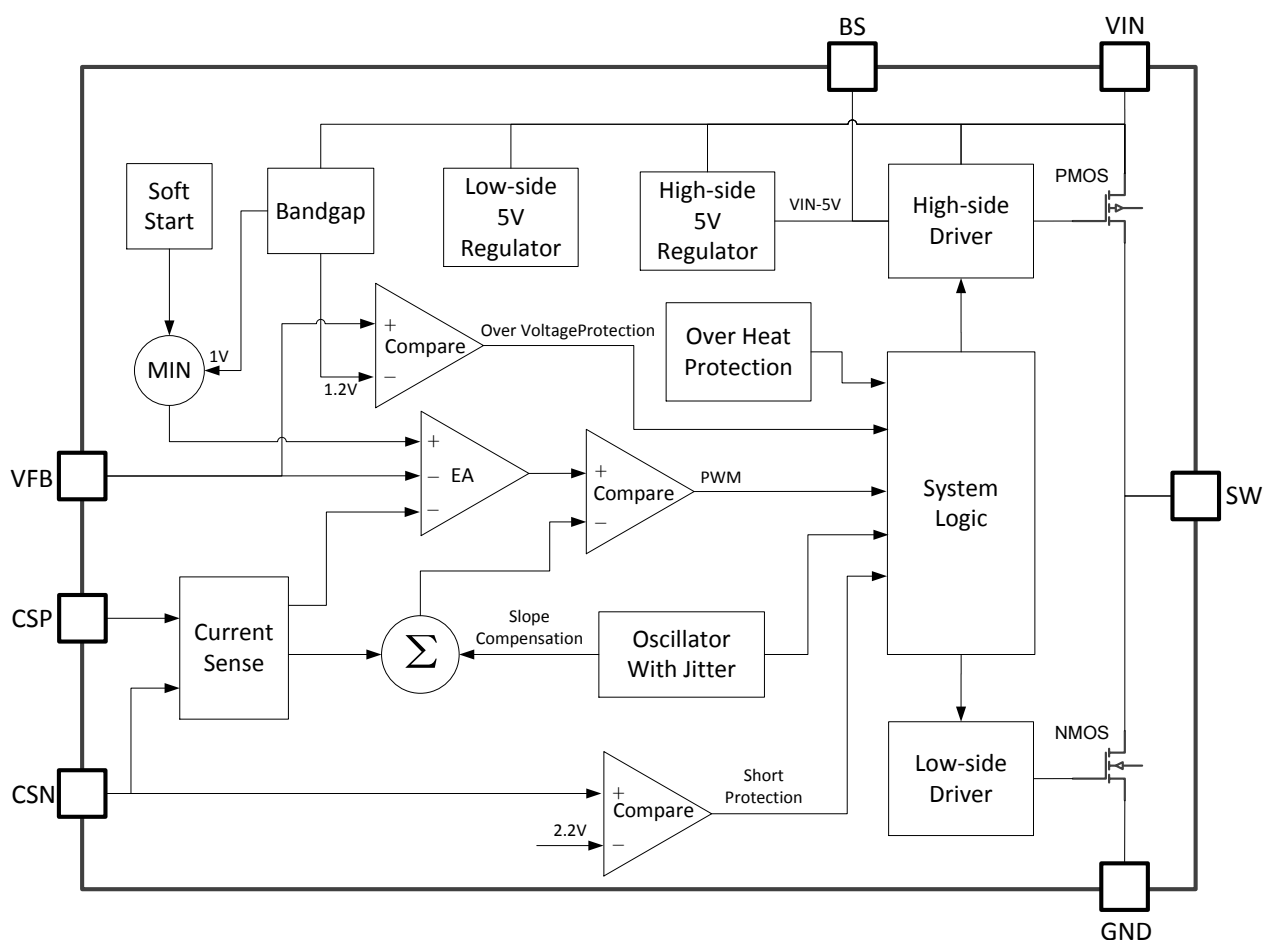 BS
VIN
Soft
Start
Bandgap
Low-side
5V
Regulator
High-side
5V
Regulator
VIN-5V
High-side
Driver
PMOS
MIN
1V
1.2V
+
Compare
−
Over VoltageProtection
Over Heat
Protection
VFB
+
− EA
−
+
Compare
−
PWM
System
Logic
SW
CSP
Current
Sense
Σ
Slope
Compensation
Oscillator
With Jitter
CSN
2.2V
+
Compare
−
Short
Protection
Low-side
Driver
NMOS
GND